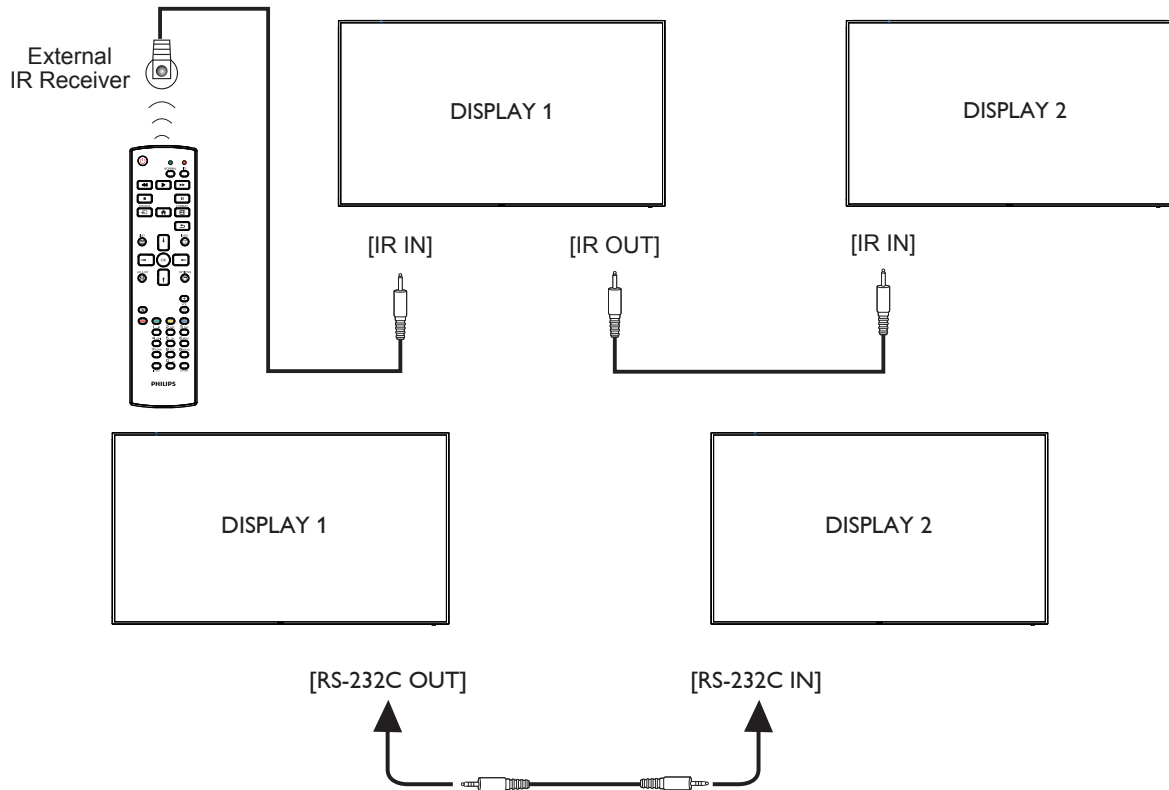 External
IR Receiver
DISPLAY 1
DISPLAY 2
[IR IN]
[IR OUT]
[IR IN]
PHILIPS
DISPLAY 1
DISPLAY 2
[RS-232C OUT]
[RS-232C IN]